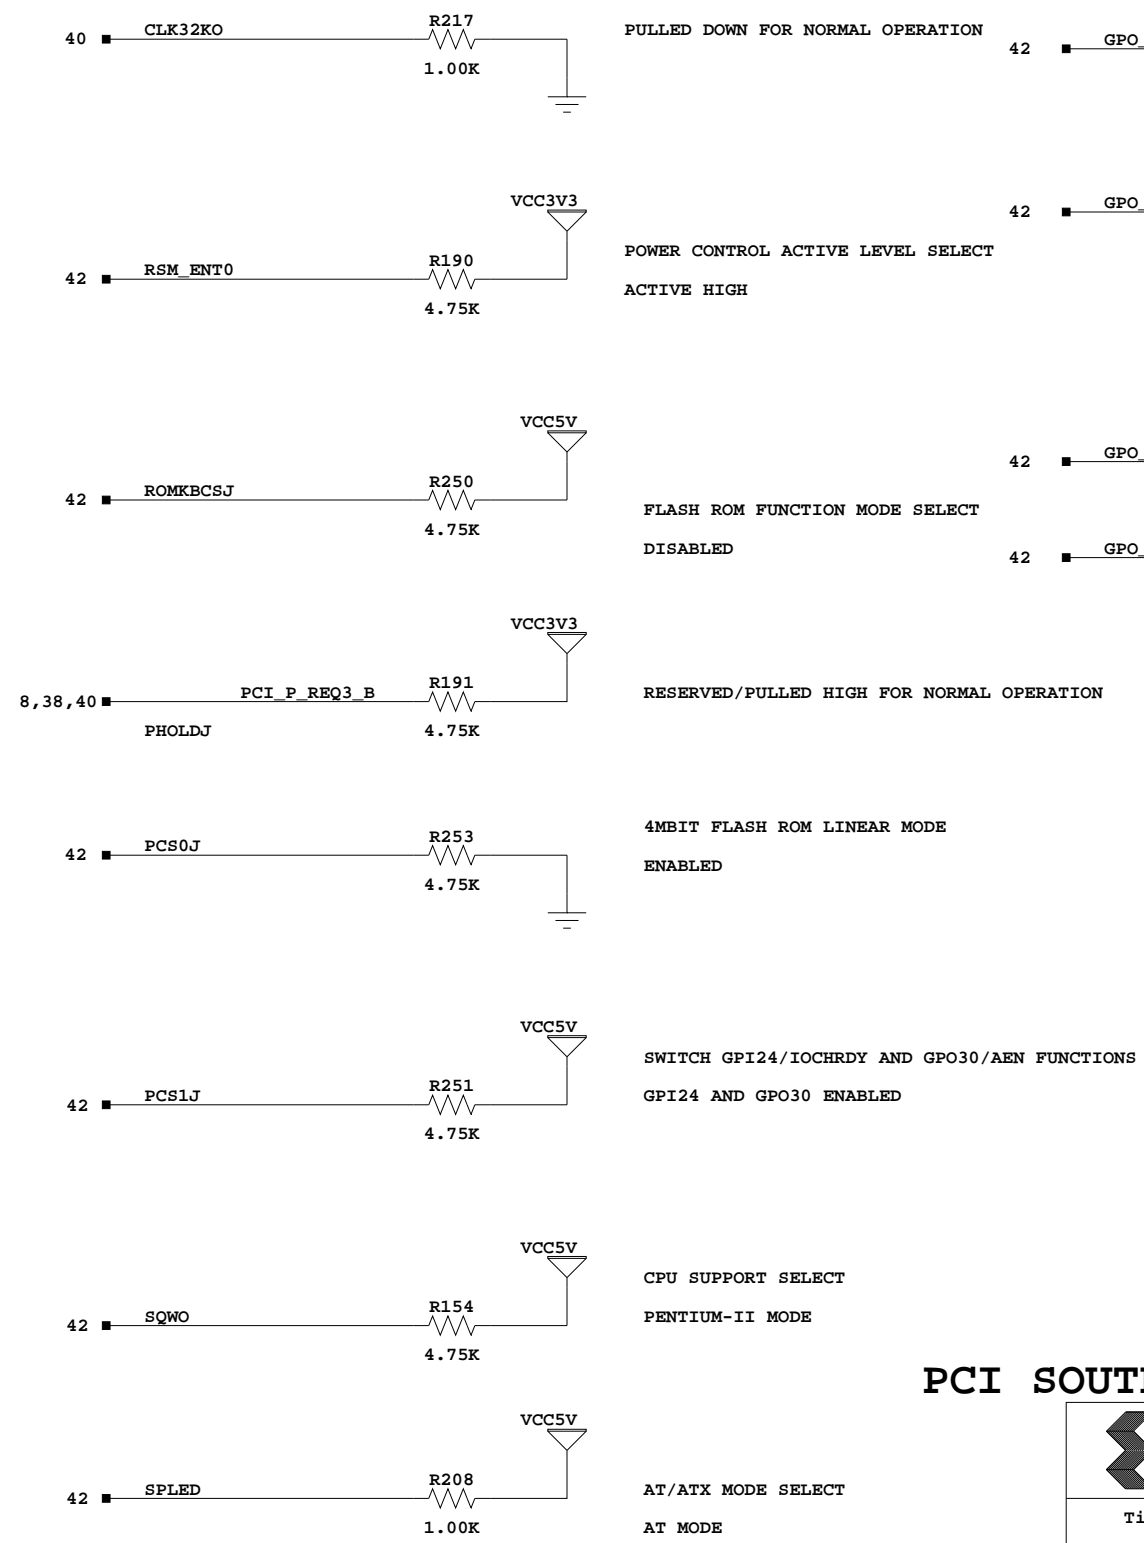 40 CLK32KO R217
1.00K
PULLED DOWN FOR NORMAL OPERATION
42 GPO_
VCC3V3
42 RSM_ENT0 R190
4.75K
POWER CONTROL ACTIVE LEVEL SELECT
ACTIVE HIGH
42 GPO_
VCC5V
42 ROMKBCSJ R250
4.75K
FLASH ROM FUNCTION MODE SELECT
DISABLED
42 GPO_
42 GPO_
VCC3V3
8,38,40 PCI_P_REQ3_B R191
PHOLDJ 4.75K
RESERVED/PULLED HIGH FOR NORMAL OPERATION
42 PCS0J R253
4.75K
4MBIT FLASH ROM LINEAR MODE
ENABLED
VCC5V
42 PCS1J R251
4.75K
SWITCH GPI24/IOCHRDY AND GPO30/AEN FUNCTIONS
GPI24 AND GPO30 ENABLED
VCC5V
42 SQWO R154
4.75K
CPU SUPPORT SELECT
PENTIUM-II MODE
PCI
VCC5V
42 SPLED R208
1.00K
AT/ATX MODE SELECT
AT MODE